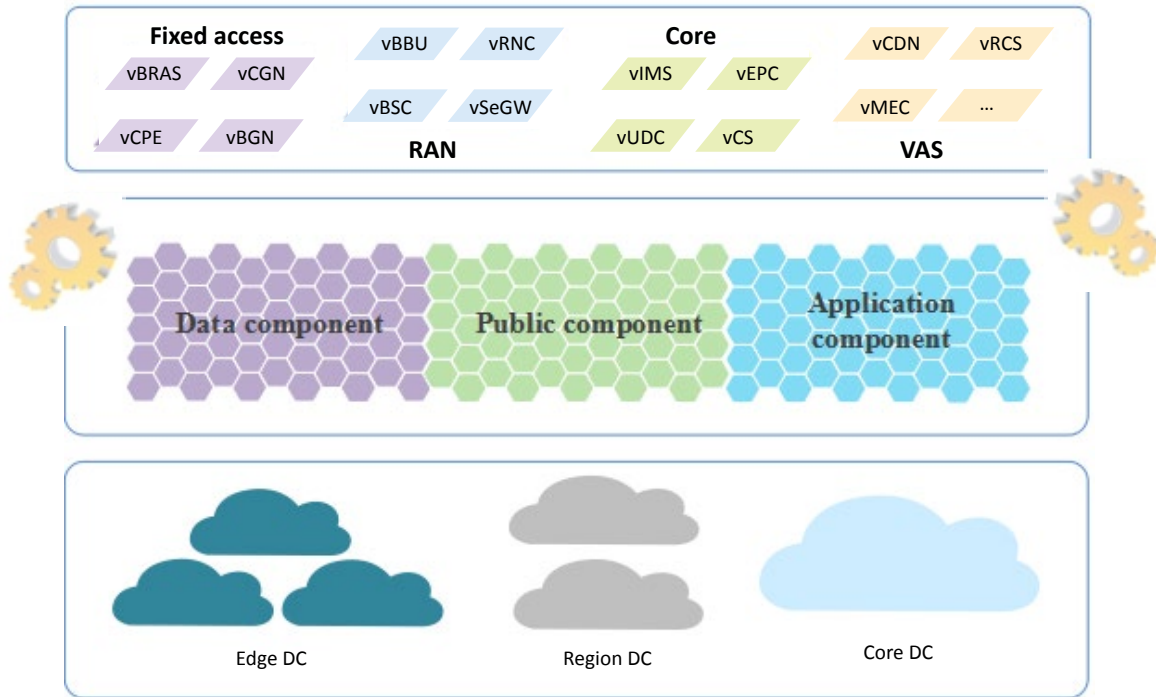 Fixed access
vBRAS vCGN
vCPE vBGN
vBBU vRNC
vBSC vSeGW
RAN
Core
vIMS vEPC
vUDC vCS
vCDN vRCS
vMEC ...
VAS
Data component
Public component
Application
component
Edge DC
Region DC
Core DC